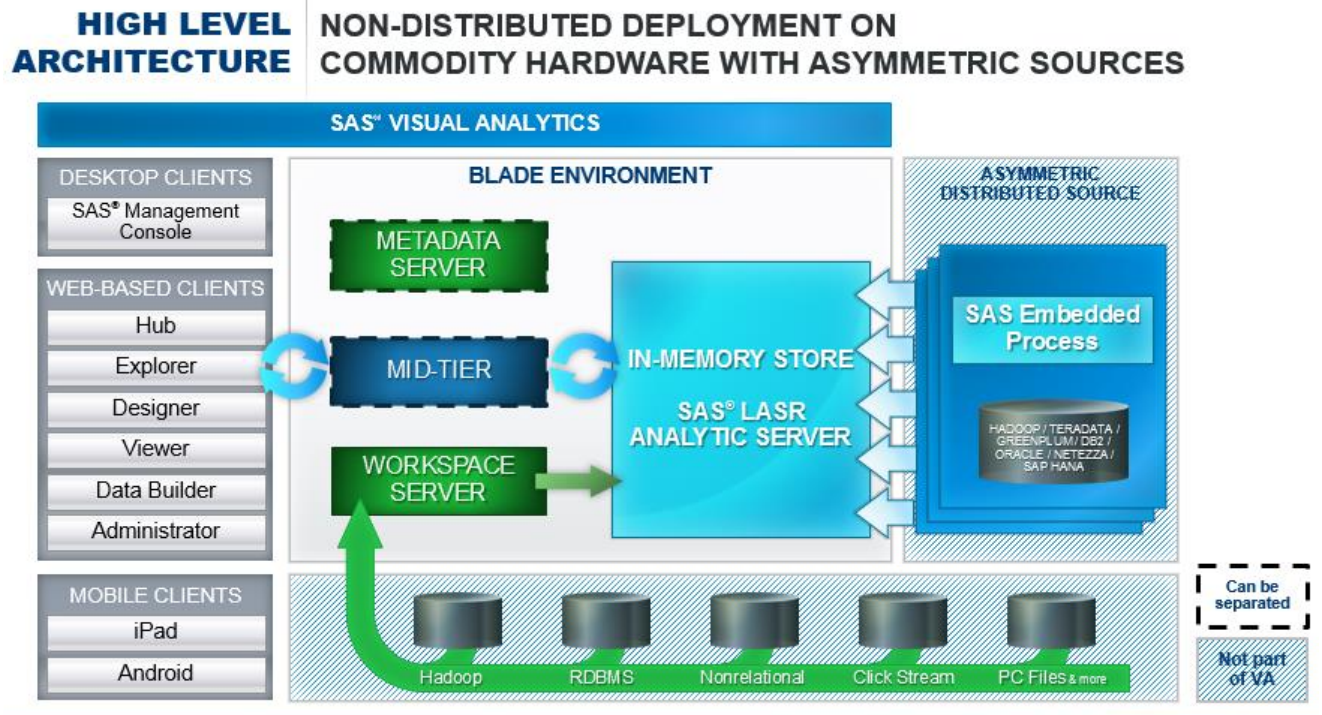 HIGH LEVEL
ARCHITECTURE
NON-DISTRIBUTED DEPLOYMENT ON
COMMODITY HARDWARE WITH ASYMMETRIC SOURCES
SAS℠ VISUAL ANALYTICS
DESKTOP CLIENTS
SAS® Management
Console
WEB-BASED CLIENTS
Hub
Explorer
Designer
Viewer
Data Builder
Administrator
MOBILE CLIENTS
iPad
Android
BLADE ENVIRONMENT
METADATA
SERVER
MID-TIER
WORKSPACE
SERVER
IN-MEMORY STORE
SAS® LASR
ANALYTIC SERVER
ASYMMETRIC
DISTRIBUTED SOURCE
SAS Embedded
Process
HADOOP / TERADATA /
GREENPLUM / DB2 /
ORACLE / NETEZZA /
SAP HANA
Hadoop
RDBMS
Nonrelational
Click Stream
PC Files & more
Can be
separated
Not part
of VA